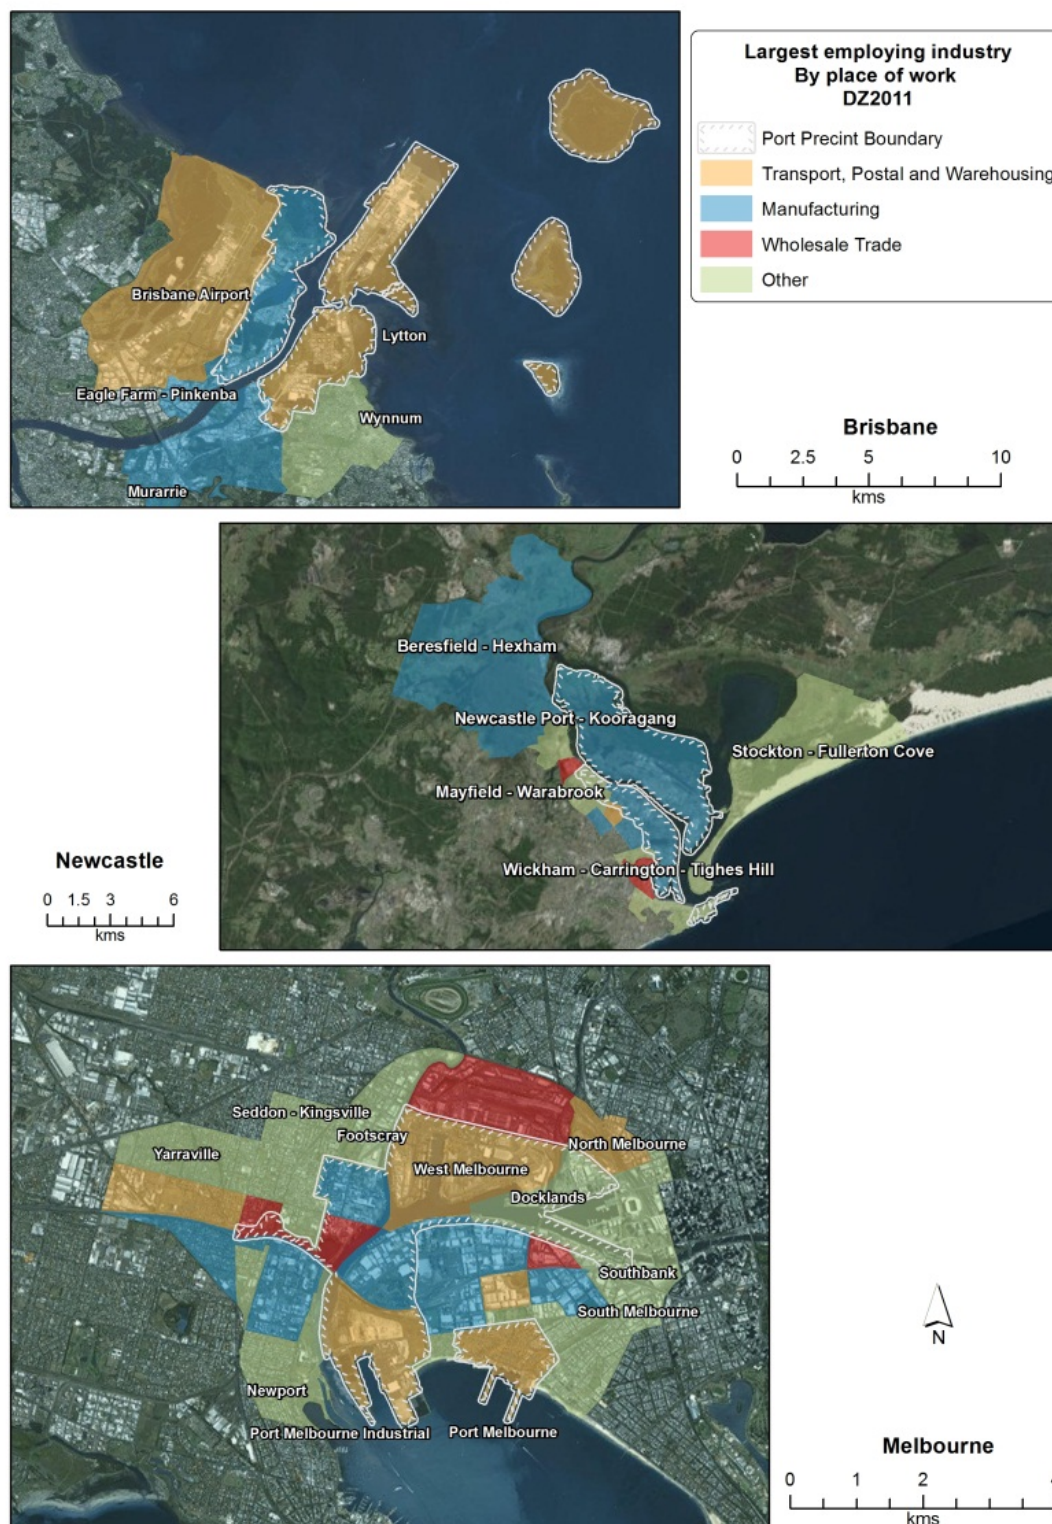 Largest employing industry
By place of work
DZ2011
Port Precint Boundary
Transport, Postal and Warehousing
Manufacturing
Wholesale Trade
Other
Brisbane Airport
Lytton
Eagle Farm - Pinkenba
Wynnum
Murarrie
Brisbane
0 2.5 5 10
kms
Beresfield - Hexham
Newcastle Port - Kooragang
Stockton - Fullerton Cove
Mayfield - Warabrook
Wickham - Carrington - Tighes Hill
Newcastle
0 1.5 3 6
kms
Seddon - Kingsville
Footscray
North Melbourne
Yarraville
West Melbourne
Docklands
Southbank
South Melbourne
Newport
Port Melbourne Industrial
Port Melbourne
N
Melbourne
0 1 2 4
kms